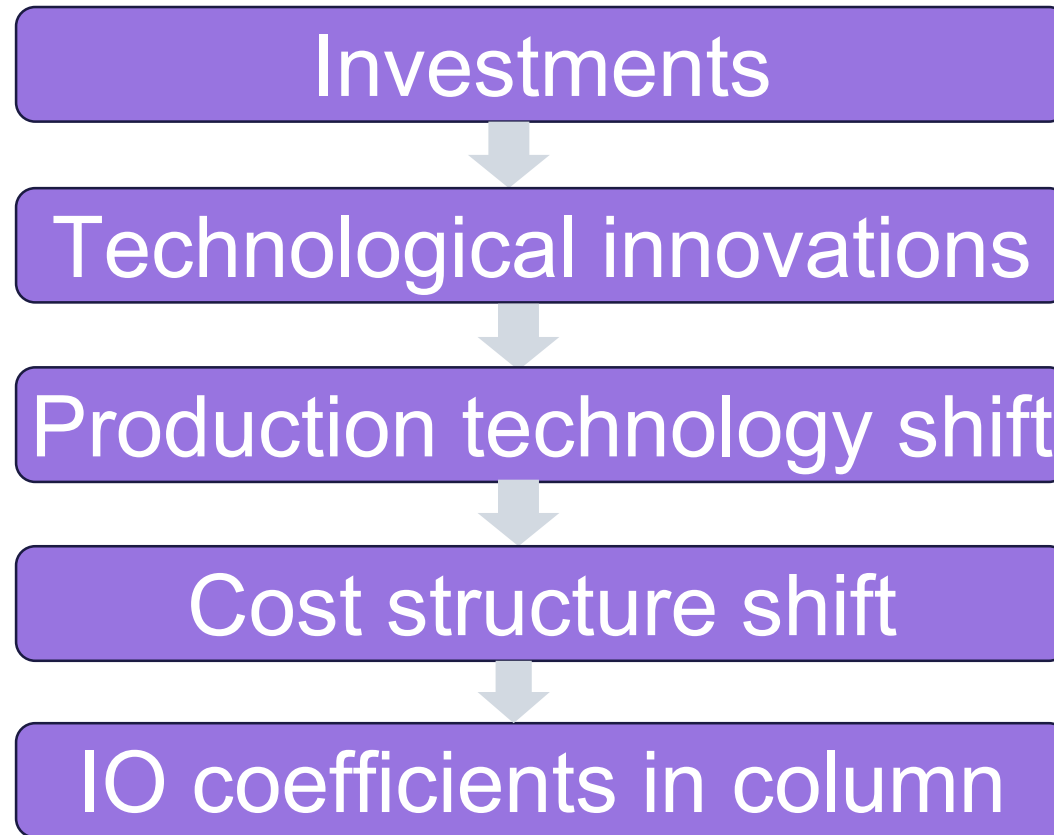 Investments
Technological innovations
Production technology shift
Cost structure shift
IO coefficients in column